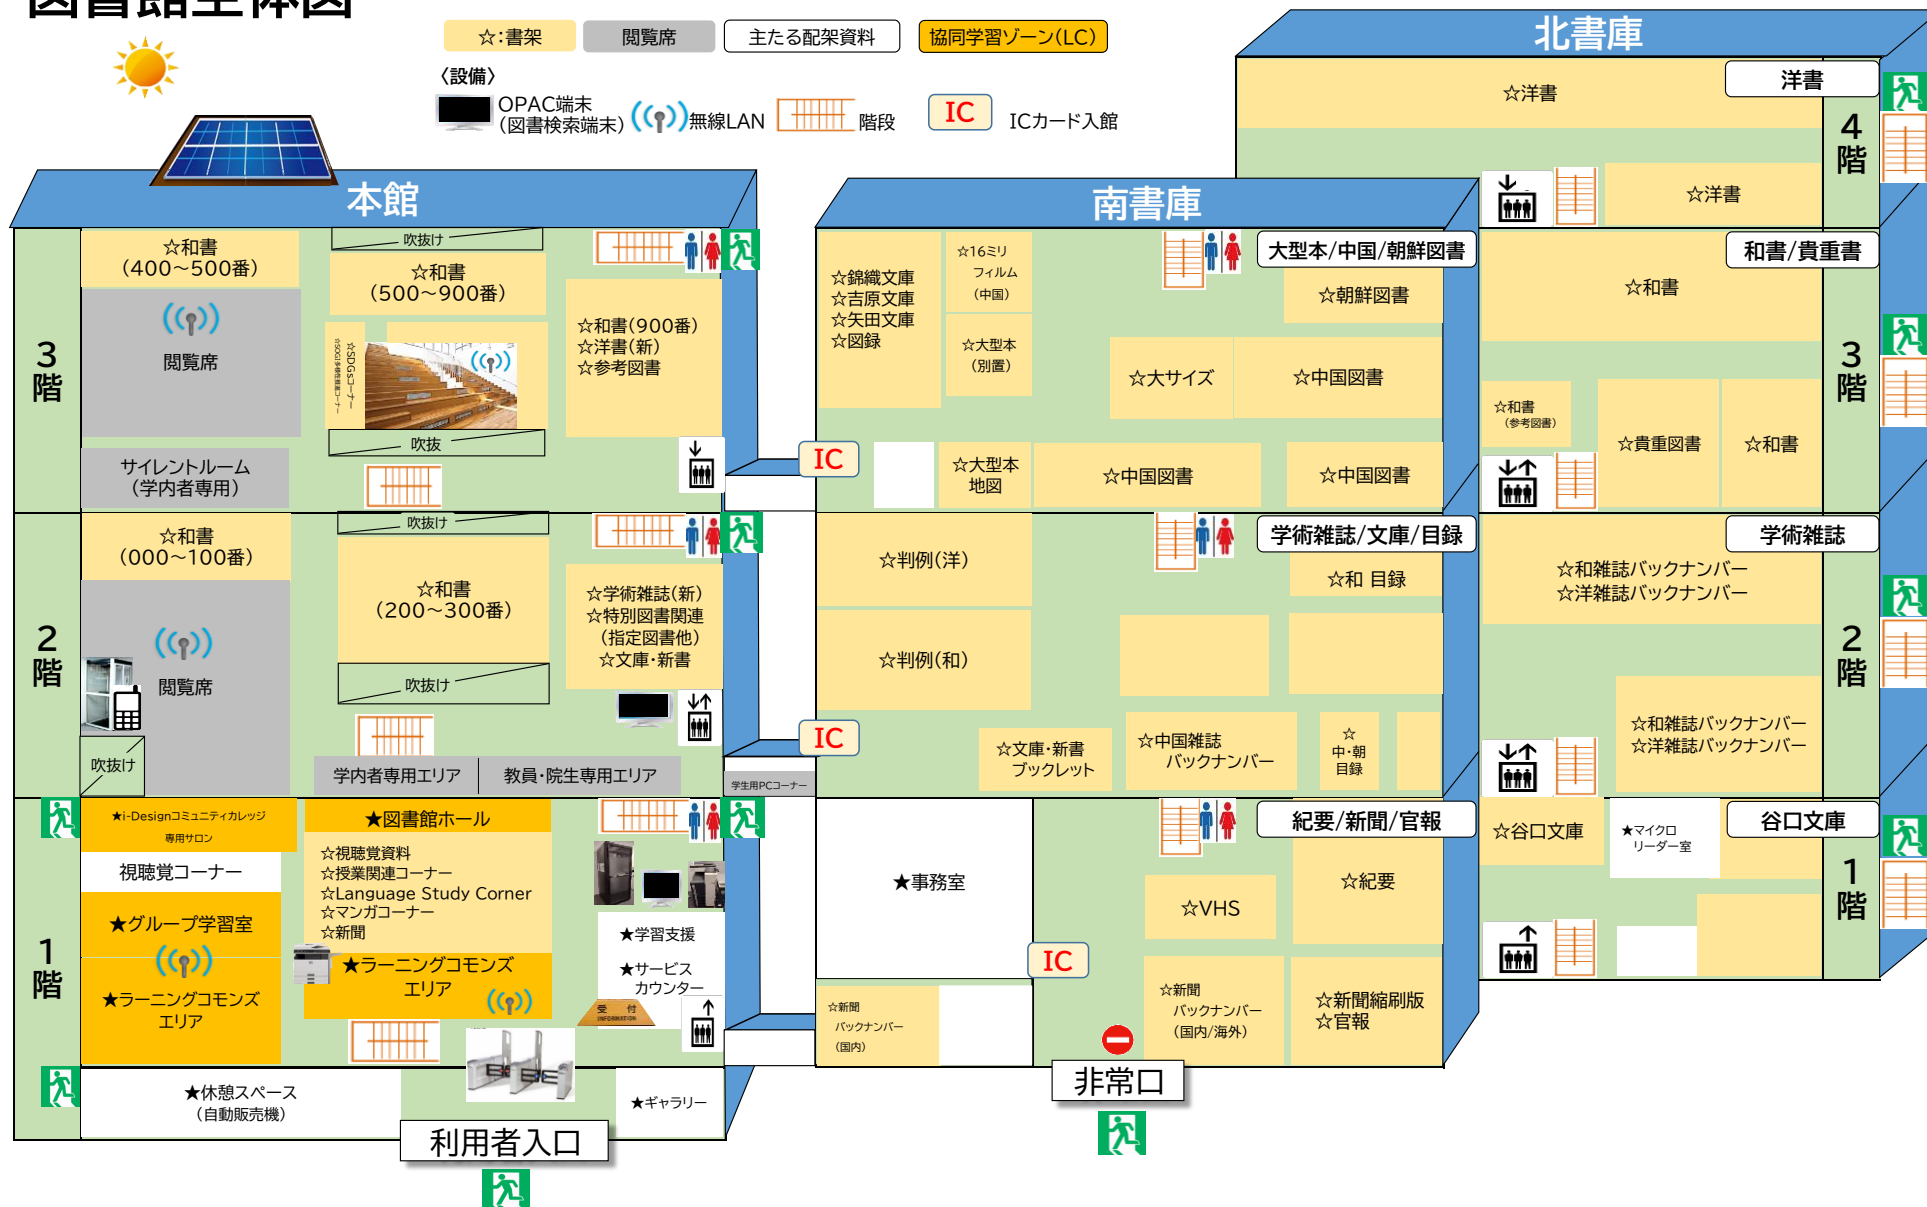 図書館全体図
☆:書架
閲覧席
主たる配架資料
協同学習ゾーン(LC)
〈設備〉
OPAC端末
(図書検索端末)
無線LAN
階段
IC
ICカード入館
北書庫
洋書
☆洋書
4階
☆洋書
本館
南書庫
3階
☆和書
(400～500番)
吹抜け
☆和書
(500～900番)
閲覧席
☆SDGsコーナー
☆和書(900番)
☆洋書(新)
☆参考図書
吹抜
サイレントルーム
(学内者専用)
IC
☆錦織文庫
☆吉原文庫
☆矢田文庫
☆図録
☆16ミリ
フィルム
(中国)
☆大型本
(別置)
大型本/中国/朝鮮図書
☆朝鮮図書
☆大サイズ
☆中国図書
☆大型本
地図
☆中国図書
☆中国図書
和書/貴重書
☆和書
3階
☆和書
(参考図書)
☆貴重図書
☆和書
2階
☆和書
(000～100番)
吹抜け
☆和書
(200～300番)
☆学術雑誌(新)
☆特別図書関連
(指定図書他)
☆文庫・新書
閲覧席
吹抜け
吹抜け
学内者専用エリア
教員・院生専用エリア
学生用PCコーナー
IC
☆判例(洋)
学術雑誌/文庫/目録
☆和 目録
☆判例(和)
☆文庫・新書
ブックレット
☆中国雑誌
バックナンバー
☆
中・朝
目録
学術雑誌
☆和雑誌バックナンバー
☆洋雑誌バックナンバー
2階
☆和雑誌バックナンバー
☆洋雑誌バックナンバー
1階
★i-Designコミュニティカレッジ
専用サロン
★図書館ホール
視聴覚コーナー
☆視聴覚資料
☆授業関連コーナー
☆Language Study Corner
☆マンガコーナー
☆新聞
★グループ学習室
★ラーニングコモンズ
エリア
★ラーニングコモンズ
エリア
★学習支援
★サービス
カウンター
受 付
INFORMATION
★休憩スペース
(自動販売機)
★ギャラリー
利用者入口
★事務室
紀要/新聞/官報
☆紀要
☆VHS
IC
☆新聞
バックナンバー
(国内)
☆新聞
バックナンバー
(国内/海外)
☆新聞縮刷版
☆官報
非常口
☆谷口文庫
★マイクロ
リーダー室
谷口文庫
1階